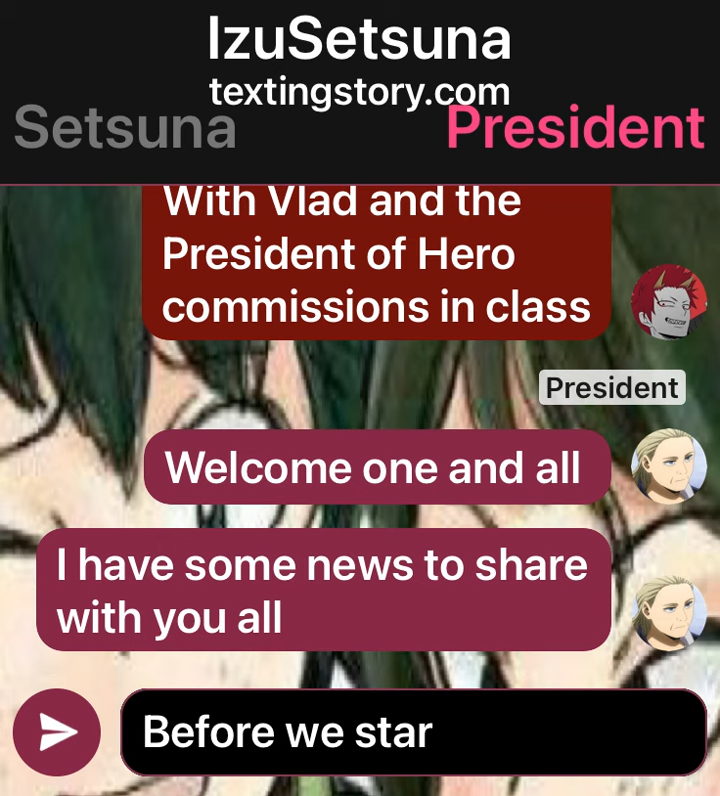 IzuSetsuna
textingstory.com
Setsuna
President
With Vlad and the
President of Hero
commissions in class
President
Welcome one and all
I have some news to share
with you all
Before we star